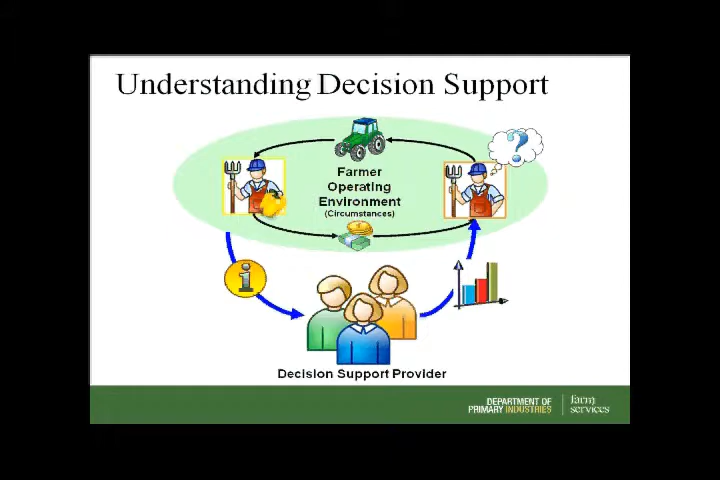 Understanding Decision Support
?
Farmer
Operating
Environment
(Circumstances)
i
Decision Support Provider
DEPARTMENT OF
PRIMARY INDUSTRIES
farm
services